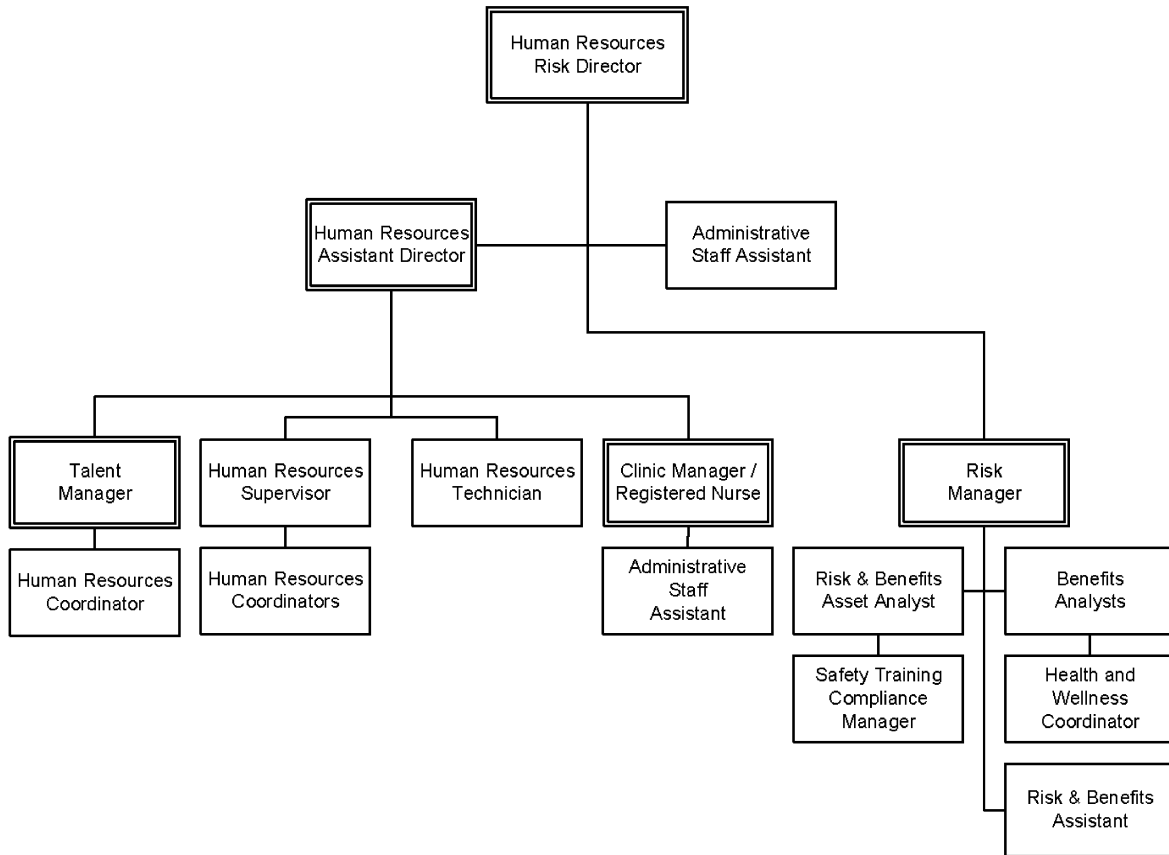 Human Resources
Risk Director
Human Resources
Assistant Director
Administrative
Staff Assistant
Talent
Manager
Human Resources
Supervisor
Human Resources
Technician
Clinic Manager /
Registered Nurse
Risk
Manager
Human Resources
Coordinator
Human Resources
Coordinators
Administrative
Staff
Assistant
Risk & Benefits
Asset Analyst
Benefits
Analysts
Safety Training
Compliance
Manager
Health and
Wellness
Coordinator
Risk & Benefits
Assistant